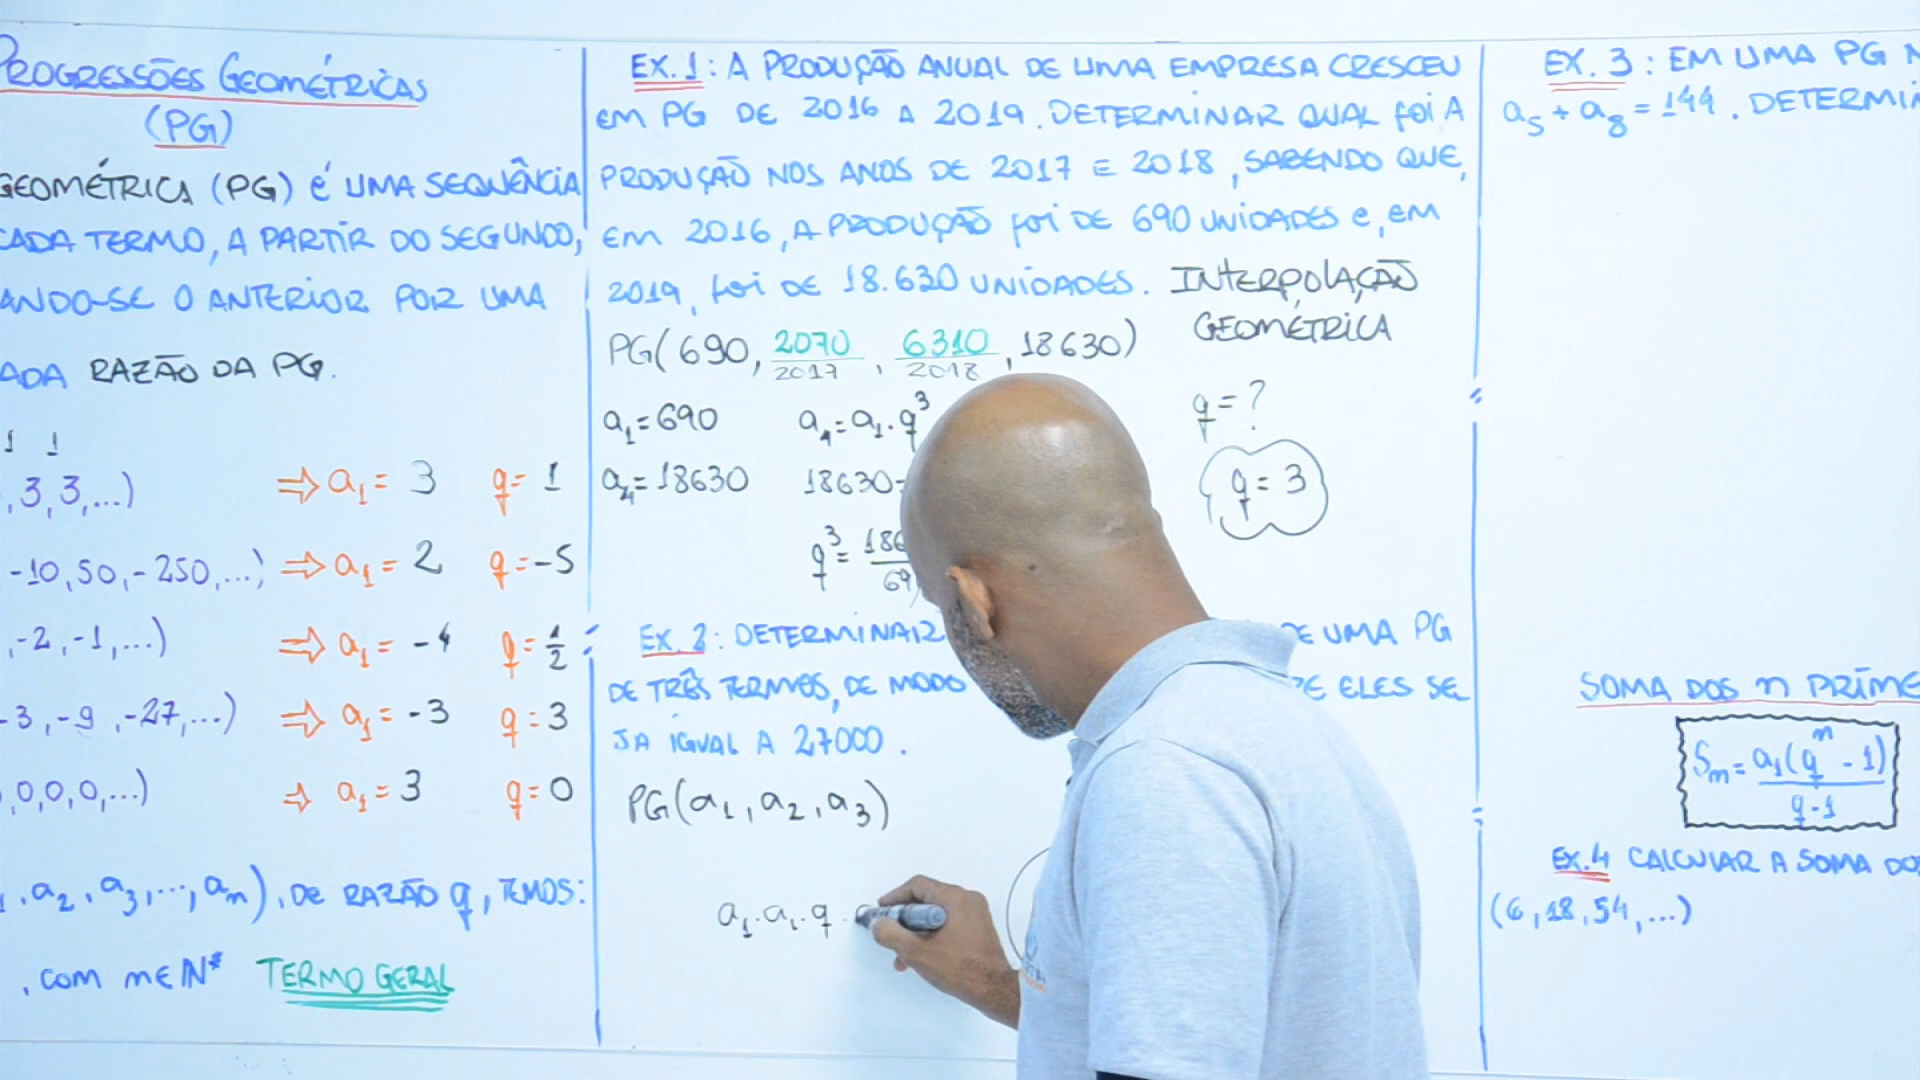 PROGRESSÕES GEOMÉTRICAS
(PG)
GEOMÉTRICA (PG) É UMA SEQUÊNCIA
CADA TERMO, A PARTIR DO SEGUNDO,
ANDO-SE O ANTERIOR POR UMA
ADA RAZÃO DA PG.
1 1
, 3, 3, ...) ⇒ a₁ = 3 q = 1
-10, 50, -250, ...) ⇒ a₁ = 2 q = -5
, -2, -1, ...) ⇒ a₁ = -4 q = 1/2
-3, -9, -27, ...) ⇒ a₁ = -3 q = 3
, 0, 0, 0, ...) ⇒ a₁ = 3 q = 0
, a₂, a₃, ..., aₙ), DE RAZÃO q, TEMOS:
, COM n ∈ N* TERMO GERAL
EX. 1: A PRODUÇÃO ANUAL DE UMA EMPRESA CRESCEU
EM PG DE 2016 A 2019. DETERMINAR QUAL FOI A
PRODUÇÃO NOS ANOS DE 2017 E 2018, SABENDO QUE,
EM 2016, A PRODUÇÃO FOI DE 690 UNIDADES E, EM
2019, FOI DE 18.630 UNIDADES. INTERPOLAÇÃO
GEOMÉTRICA
PG(690, 2070, 6310, 18630)
2017 2018
a₁ = 690 a₄ = a₁ . q³ q = ?
a₄ = 18630 18630 = q = 3
q³ = 186
69
EX. 2: DETERMINAR DE UMA PG
DE TRÊS TERMOS, DE MODO ELES SE
JA IGUAL A 27000.
PG(a₁, a₂, a₃)
a₁ . a₁ . q .
EX. 3: EM UMA PG
a₅ + a₈ = 144. DETERMIN
SOMA DOS n PRIME
Sₙ = a₁(qⁿ - 1)
q - 1
EX. 4 CALCULAR A SOMA DOS
(6, 18, 54, ...)